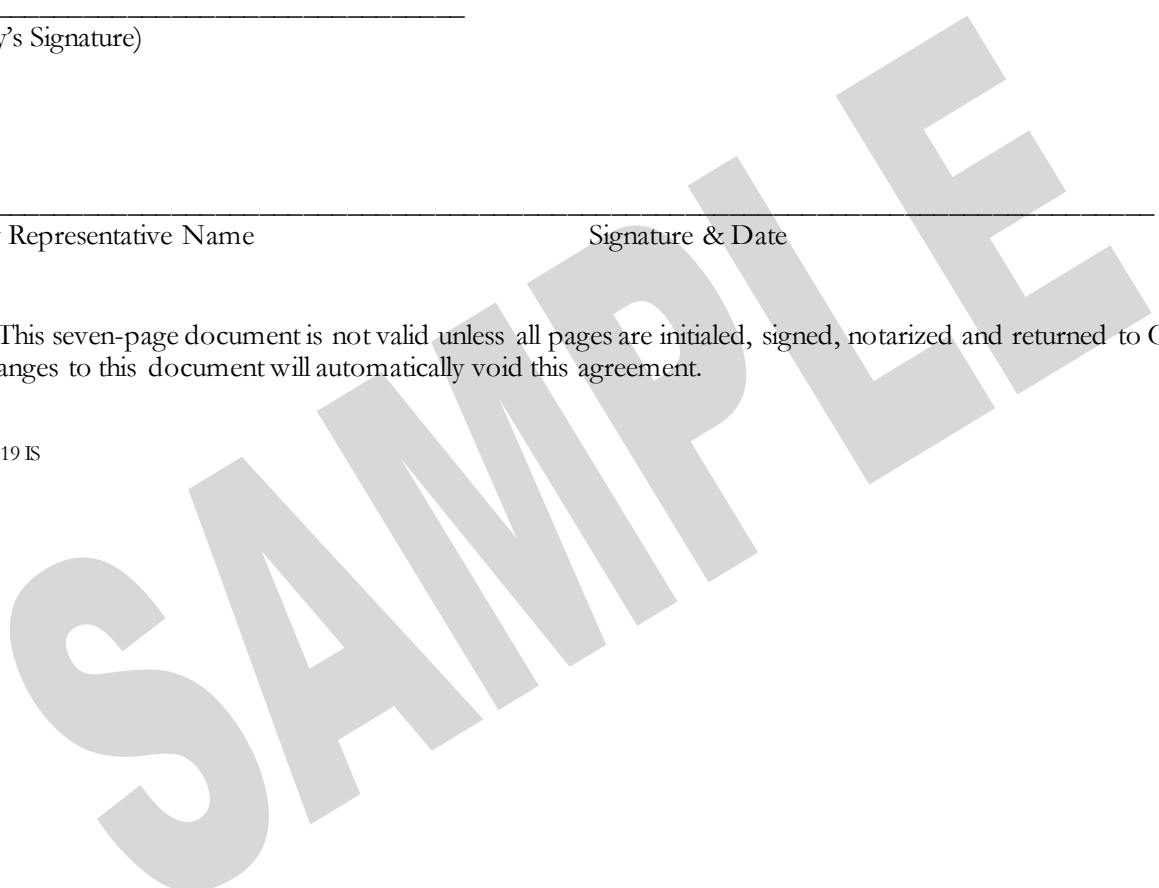 y's Signature)
Representative Name Signature & Date
This seven-page document is not valid unless all pages are initialed, signed, notarized and returned to
anges to this document will automatically void this agreement.
19 IS
SAMPLE